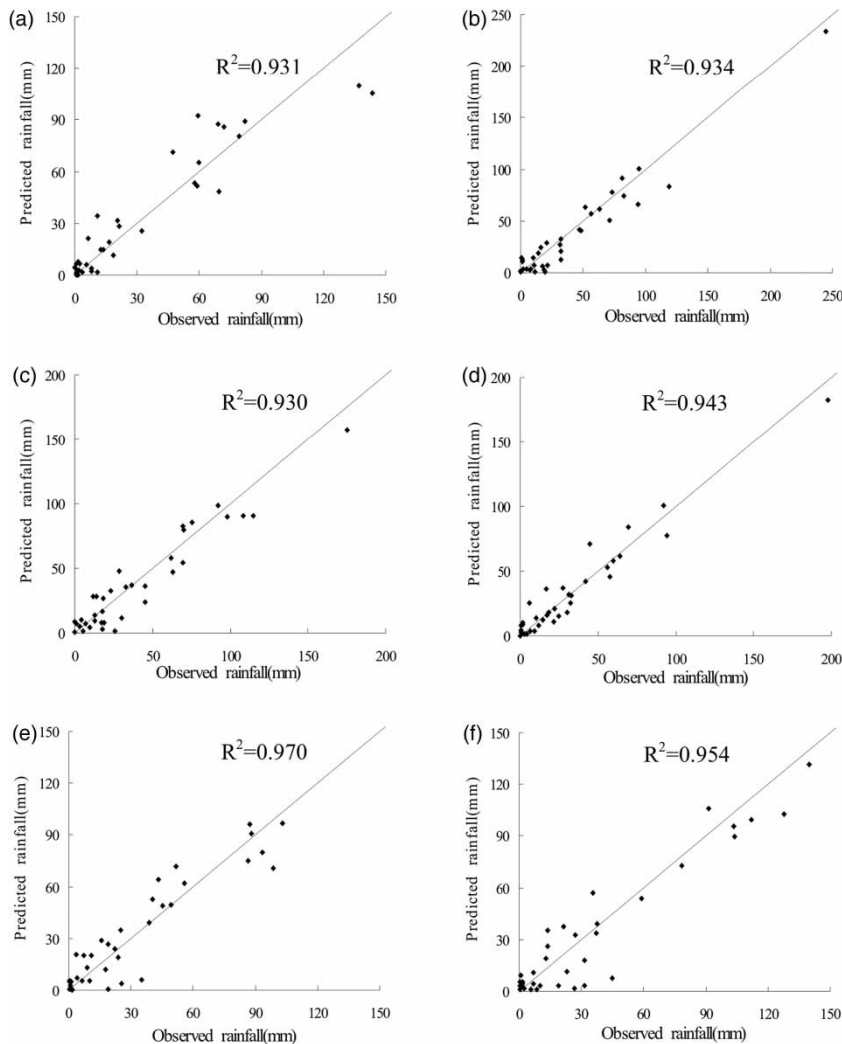 (a)
150
120
90
60
30
0
Predicted rainfall(mm)
R²=0.931
0 30 60 90 120 150
Observed rainfall(mm)
(b)
250
200
150
100
50
0
Predicted rainfall(mm)
R²=0.934
0 50 100 150 200 250
Observed rainfall(mm)
(c)
200
150
100
50
0
Predicted rainfall(mm)
R²=0.930
0 50 100 150 200
Observed rainfall(mm)
(d)
200
150
100
50
0
Predicted rainfall(mm)
R²=0.943
0 50 100 150 200
Observed rainfall(mm)
(e)
150
120
90
60
30
0
Predicted rainfall(mm)
R²=0.970
0 30 60 90 120 150
Observed rainfall(mm)
(f)
150
120
90
60
30
0
Predicted rainfall(mm)
R²=0.954
0 30 60 90 120 150
Observed rainfall(mm)